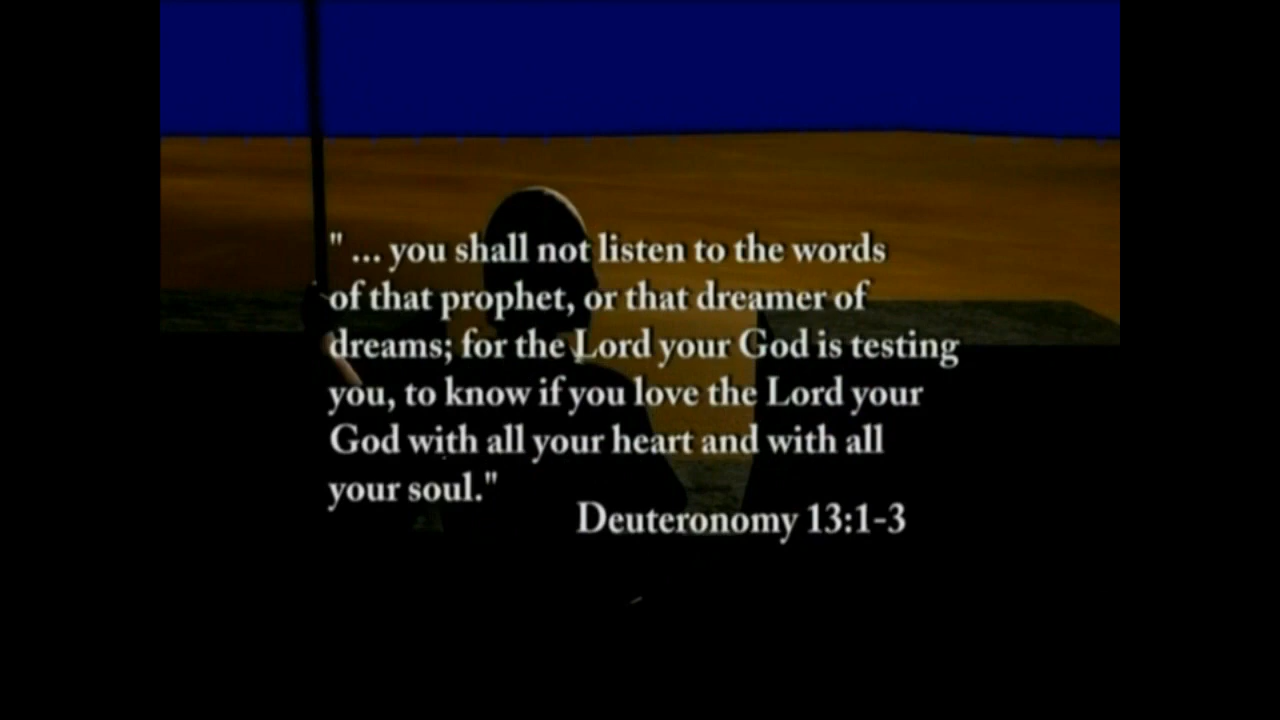 " ... you shall not listen to the words
of that prophet, or that dreamer of
dreams; for the Lord your God is testing
you, to know if you love the Lord your
God with all your heart and with all
your soul."
Deuteronomy 13:1-3